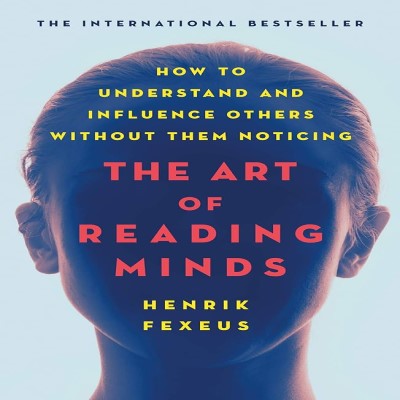 THE INTERNATIONAL BESTSELLER
HOW TO
UNDERSTAND AND
INFLUENCE OTHERS
WITHOUT THEM NOTICING
THE ART
OF
READING
MINDS
HENRIK
FEXEUS